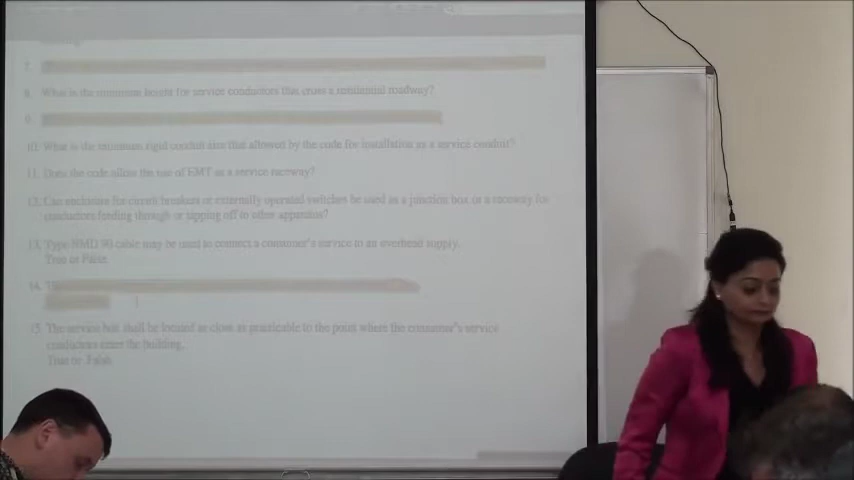 7.
8. What is the minimum height for service conductors that cross a residential roadway?
9.
10. What is the minimum rigid conduit size that allowed by the code for installation as a service conduit?
11. Does the code allow the use of EMT as a service raceway?
12. Can enclosure for circuit breakers or externally operated switches be used as a junction box or a raceway for
conductors feeding through or tapping off to other apparatus?
13. Type NMD 90 cable may be used to connect a consumer's service to an overhead supply.
True or False
14.
15. The service box shall be located as close as practicable to the point where the consumer's service
conductors enter the building.
True or False